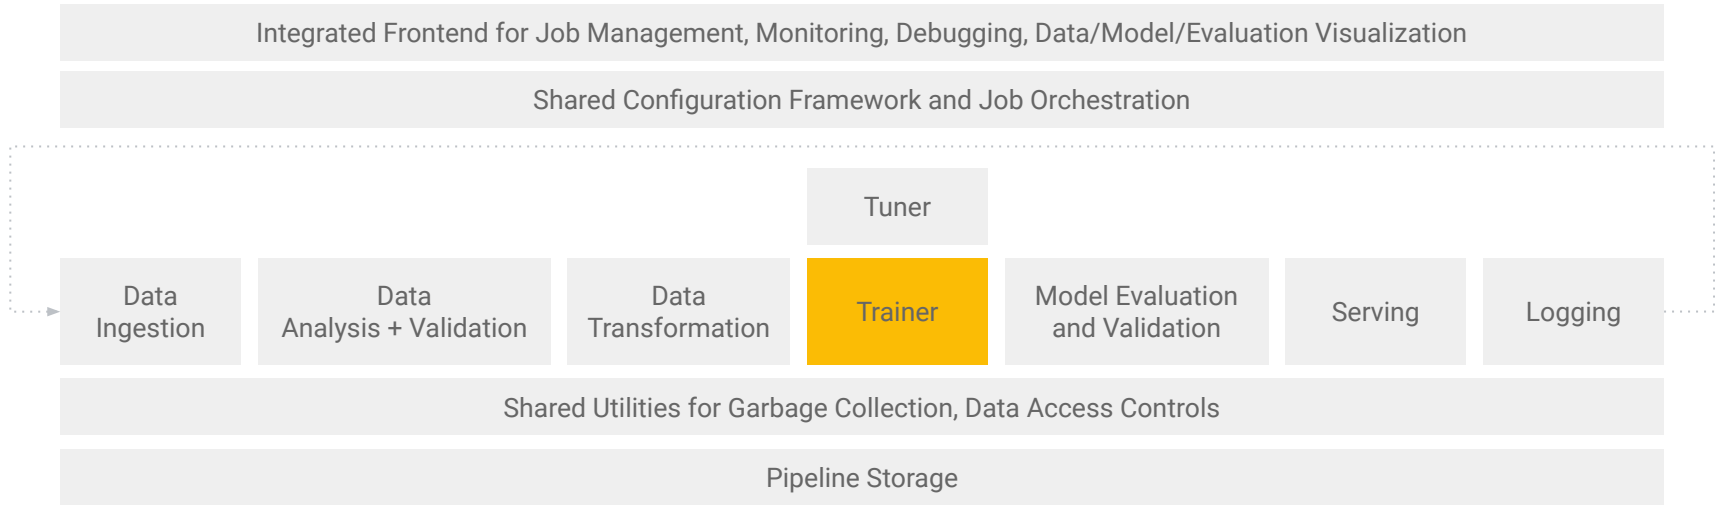 Integrated Frontend for Job Management, Monitoring, Debugging, Data/Model/Evaluation Visualization
Shared Configuration Framework and Job Orchestration
Tuner
Data
Ingestion
Data
Analysis + Validation
Data
Transformation
Trainer
Model Evaluation
and Validation
Serving
Logging
Shared Utilities for Garbage Collection, Data Access Controls
Pipeline Storage